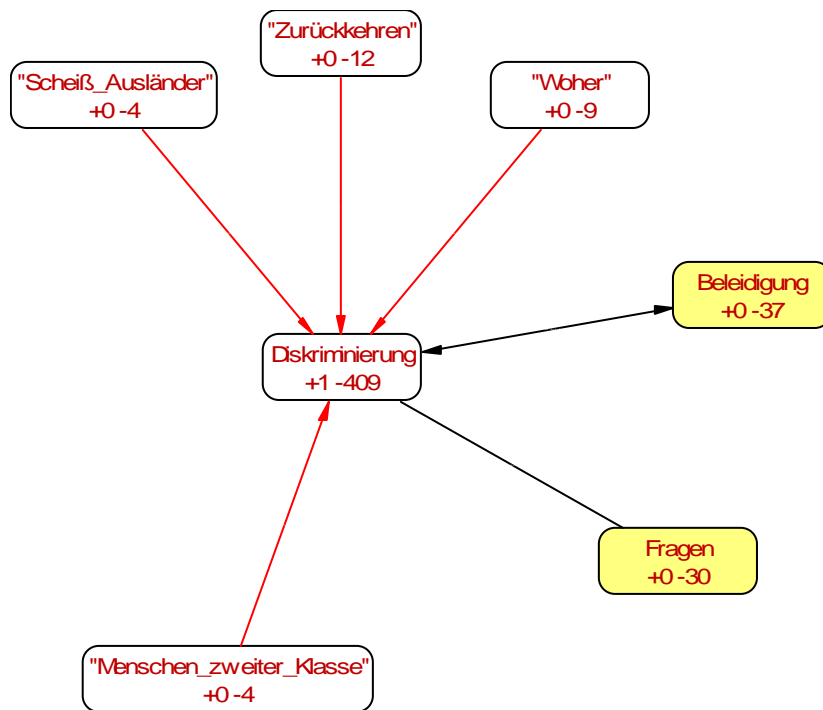 "Zurückkehren"
+0 -12
"Scheiß_Ausländer"
+0 -4
"Woher"
+0 -9
Beleidigung
+0 -37
Diskriminierung
+1 -409
Fragen
+0 -30
"Menschen_zweiter_Klasse"
+0 -4